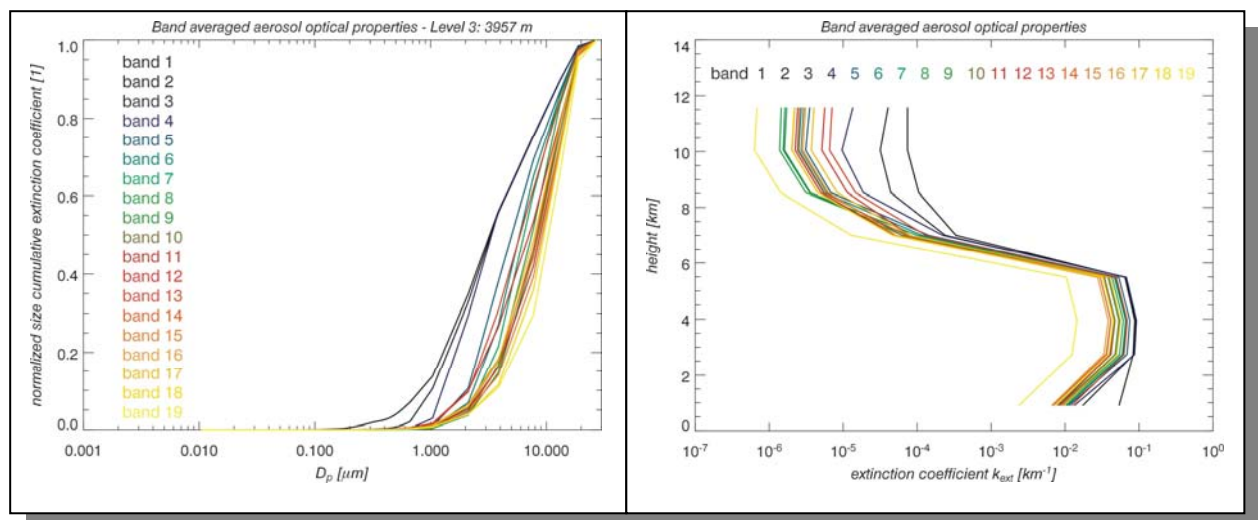 Band averaged aerosol optical properties - Level 3: 3957 m
normalized size cumulative extinction coefficient [1]
1.0
0.8
0.6
0.4
0.2
0.0
band 1
band 2
band 3
band 4
band 5
band 6
band 7
band 8
band 9
band 10
band 11
band 12
band 13
band 14
band 15
band 16
band 17
band 18
band 19
0.001 0.010 0.100 1.000 10.000
Dp [μm]
Band averaged aerosol optical properties
height [km]
14
12
10
8
6
4
2
0
band 1 2 3 4 5 6 7 8 9 10 11 12 13 14 15 16 17 18 19
10-7 10-6 10-5 10-4 10-3 10-2 10-1 100
extinction coefficient kext [km-1]